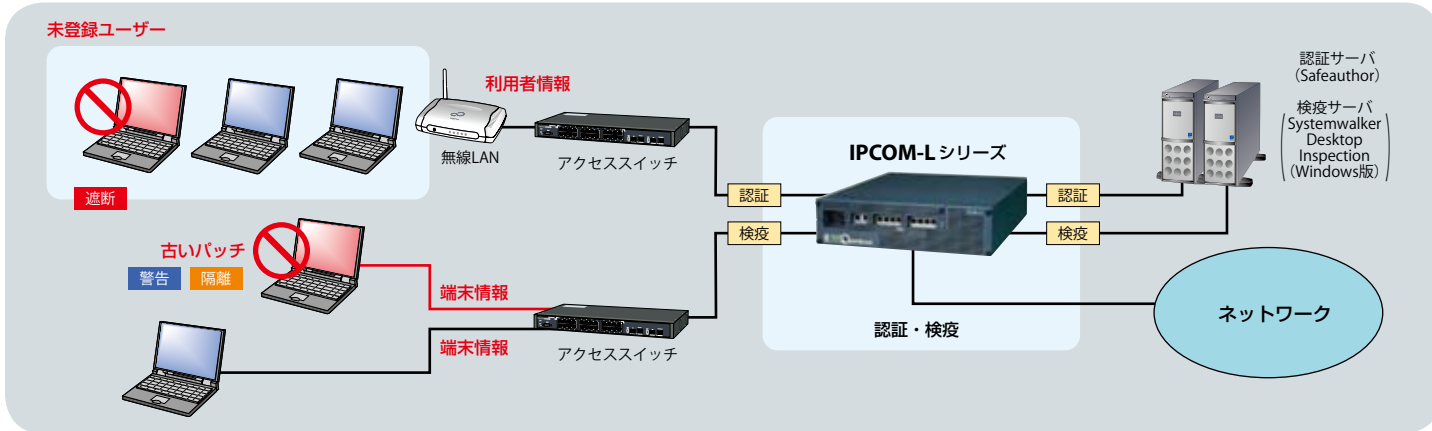 未登録ユーザー
利用者情報
無線LAN
アクセススイッチ
遮断
古いパッチ
警告
隔離
端末情報
端末情報
アクセススイッチ
認証
検疫
IPCOM-Lシリーズ
認証・検疫
認証
検疫
認証サーバ
（Safeauthor）
検疫サーバ
Systemwalker
Desktop
Inspection
（Windows版）
ネットワーク